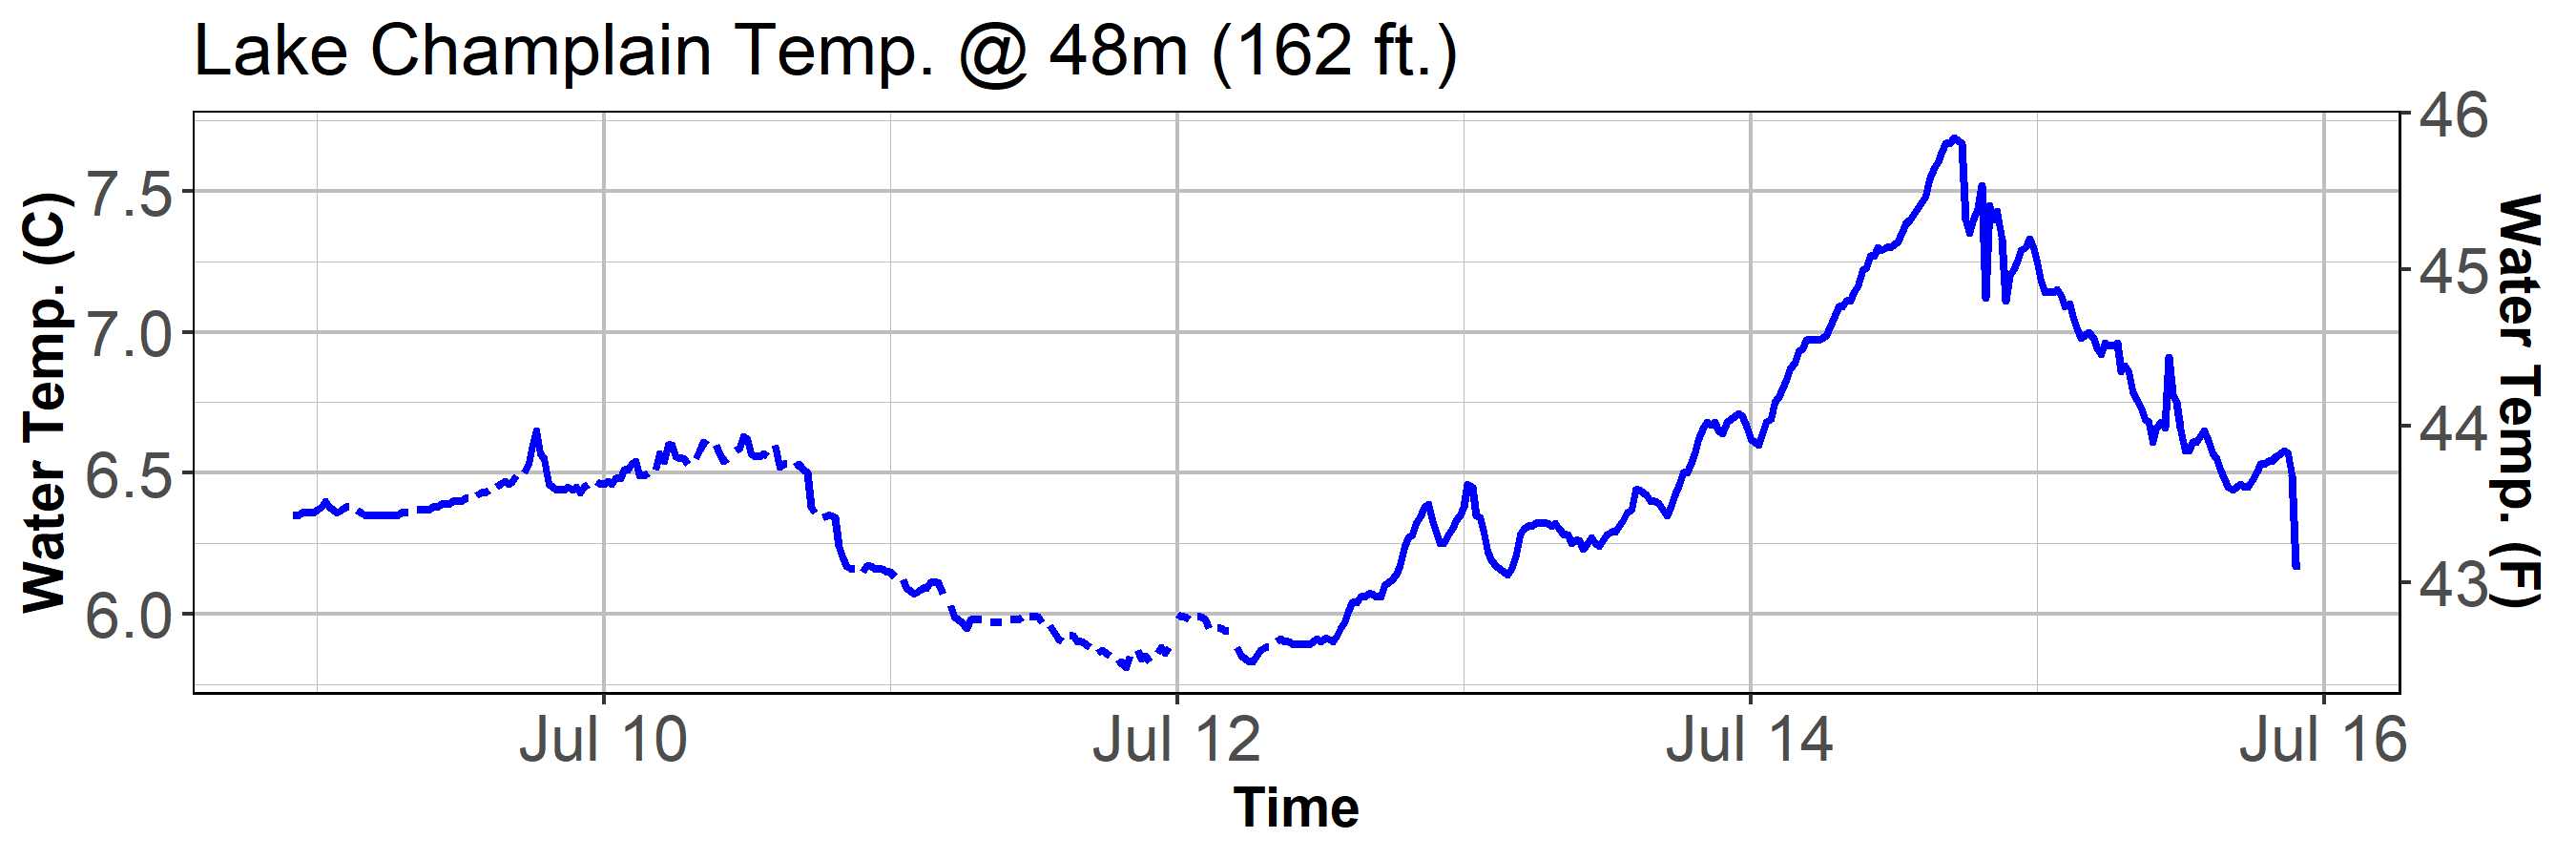 Lake Champlain Temp. @ 48m (162 ft.)
Water Temp. (C)
7.5
7.0
6.5
6.0
46
45
44
43
Water Temp. (F)
Jul 10
Jul 12
Jul 14
Jul 16
Time